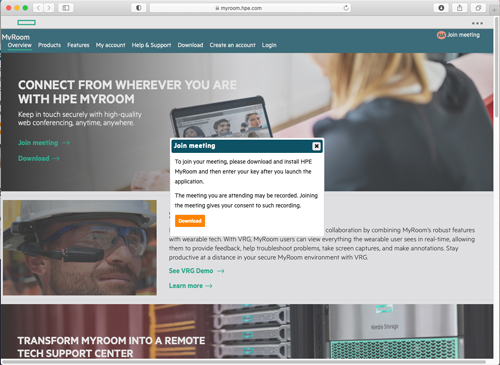 myroom.hpe.com
MyRoom
Join meeting
Overview Products Features My account Help & Support Download Create an account Login
CONNECT FROM WHEREVER YOU ARE
WITH HPE MYROOM
Keep in touch securely with high-quality
web conferencing, anytime, anywhere.
Join meeting
Download
Join meeting
To join your meeting, please download and install HPE
MyRoom and then enter your key after you launch the
application.
The meeting you are attending may be recorded. Joining
the meeting gives your consent to such recording.
Download
collaboration by combining MyRoom's robust features
with wearable tech. With VRG, MyRoom users can view everything the wearable user sees in real-time, allowing
them to provide feedback, help troubleshoot problems, take screen captures, and make annotations. Stay
productive at a distance in your secure MyRoom environment with VRG.
See VRG Demo
Learn more
Nimble Storage
TRANSFORM MYROOM INTO A REMOTE
TECH SUPPORT CENTER